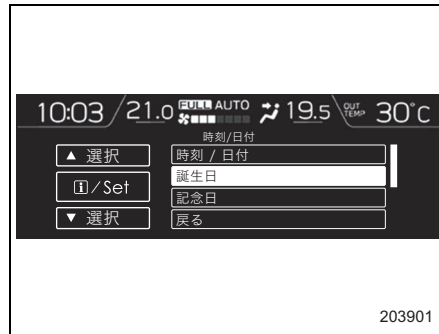 10:03 21.0 FULL AUTO 19.5 OUT TEMP 30°C
時刻/日付
▲ 選択
時刻 / 日付
誕生日
i/Set
記念日
▼ 選択
戻る
203901